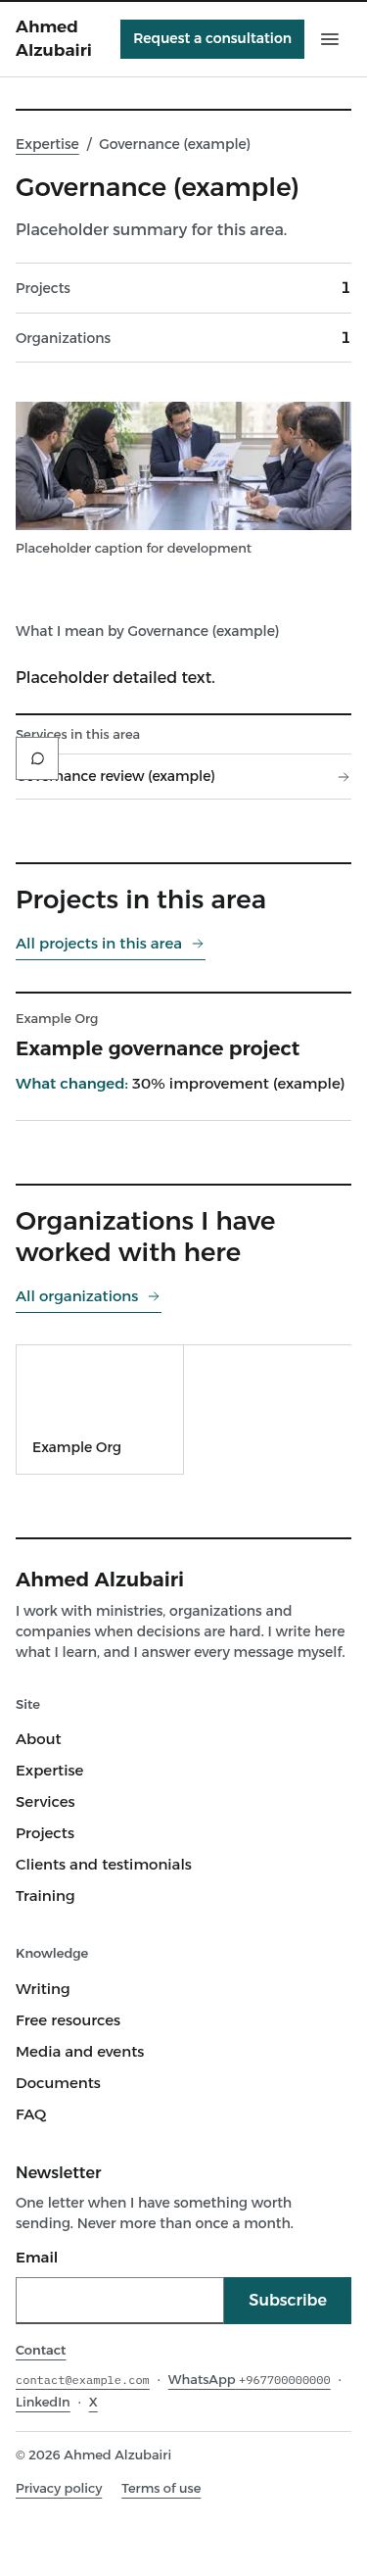 Ahmed
Alzubairi
Request a consultation
Expertise / Governance (example)
Governance (example)
Placeholder summary for this area.
Projects 1
Organizations 1
Placeholder caption for development
What I mean by Governance (example)
Placeholder detailed text.
Services in this area
review (example)
Projects in this area
All projects in this area
Example Org
Example governance project
What changed: 30% improvement (example)
Organizations I have
worked with here
All organizations
Example Org
Ahmed Alzubairi
I work with ministries, organizations and
companies when decisions are hard. I write here
what I learn, and I answer every message myself.
Site
About
Expertise
Services
Projects
Clients and testimonials
Training
Knowledge
Writing
Free resources
Media and events
Documents
FAQ
Newsletter
One letter when I have something worth
sending. Never more than once a month.
Email
Subscribe
Contact
contact@example.com · WhatsApp +967700000000 ·
LinkedIn · X
© 2026 Ahmed Alzubairi
Privacy policy Terms of use